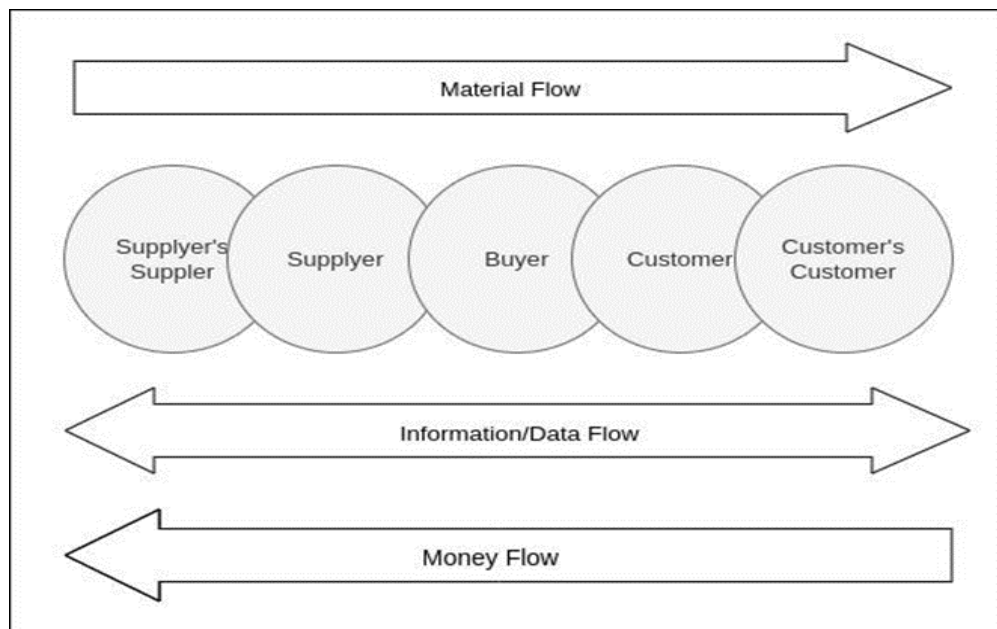 Material Flow
Supplyer's
Suppler
Supplyer
Buyer
Customer
Customer's
Customer
Information/Data Flow
Money Flow